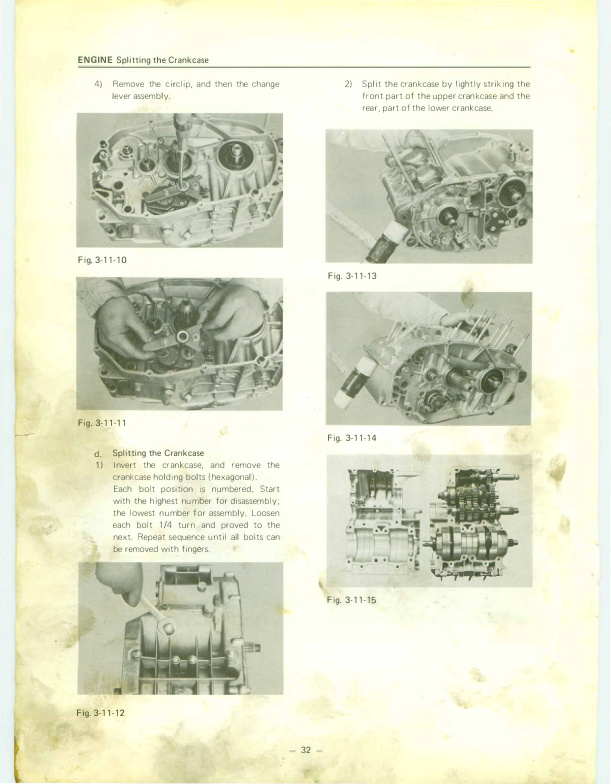 ENGINE Splitting the Crankcase
4) Remove the circlip, and then the change
lever assembly.
Fig. 3-11-10
Fig. 3-11-11
d. Splitting the Crankcase
1) Invert the crankcase, and remove the
crankcase holding bolts (hexagonal).
Each bolt position is numbered. Start
with the highest number for disassembly;
the lowest number for assembly. Loosen
each bolt 1/4 turn and proved to the
next. Repeat sequence until all bolts can
be removed with fingers.
Fig. 3-11-12
2) Split the crankcase by lightly striking the
front part of the upper crankcase and the
rear, part of the lower crankcase.
Fig. 3-11-13
Fig. 3-11-14
Fig. 3-11-15
— 32 —